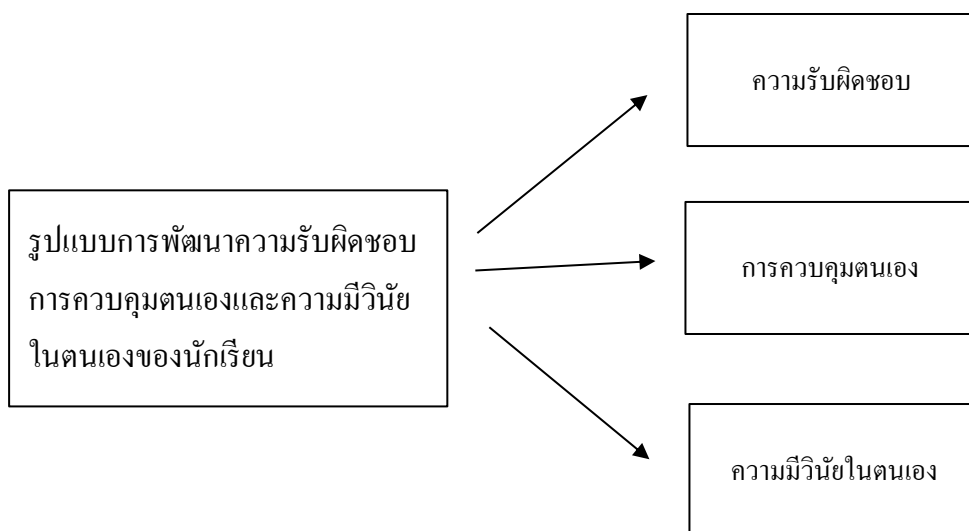 รูปแบบการพัฒนาความรับผิดชอบ
การควบคุมตนเองและความมีวินัย
ในตนเองของนักเรียน
ความรับผิดชอบ
การควบคุมตนเอง
ความมีวินัยในตนเอง